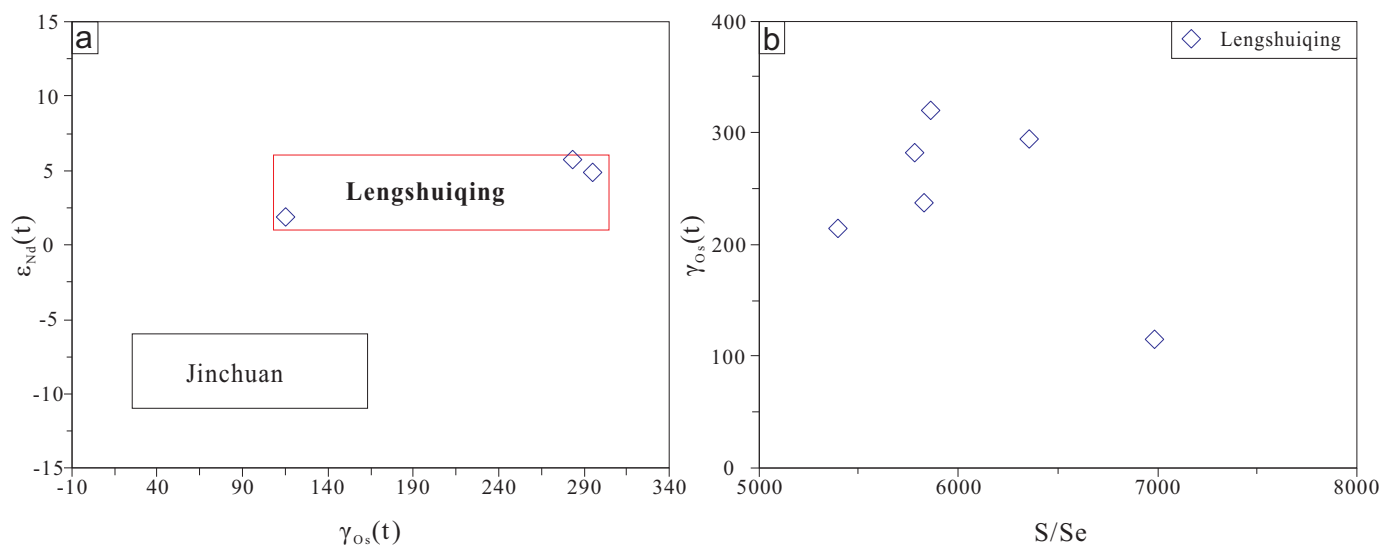 a
15
10
5
0
-5
-10
-15
εNd(t)
Lengshuiqing
Jinchuan
-10 40 90 140 190 240 290 340
γOs(t)
b
Lengshuiqing
400
300
200
100
0
γOs(t)
5000 6000 7000 8000
S/Se